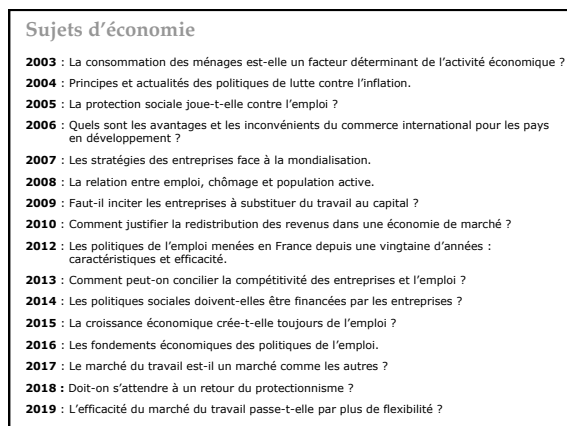 Sujets d’économie
2003 : La consommation des ménages est-elle un facteur déterminant de l’activité économique ?
2004 : Principes et actualités des politiques de lutte contre l’inflation.
2005 : La protection sociale joue-t-elle contre l’emploi ?
2006 : Quels sont les avantages et les inconvénients du commerce international pour les pays
en développement ?
2007 : Les stratégies des entreprises face à la mondialisation.
2008 : La relation entre emploi, chômage et population active.
2009 : Faut-il inciter les entreprises à substituer du travail au capital ?
2010 : Comment justifier la redistribution des revenus dans une économie de marché ?
2012 : Les politiques de l’emploi menées en France depuis une vingtaine d’années :
caractéristiques et efficacité.
2013 : Comment peut-on concilier la compétitivité des entreprises et l’emploi ?
2014 : Les politiques sociales doivent-elles être financées par les entreprises ?
2015 : La croissance économique crée-t-elle toujours de l’emploi ?
2016 : Les fondements économiques des politiques de l’emploi.
2017 : Le marché du travail est-il un marché comme les autres ?
2018 : Doit-on s’attendre à un retour du protectionnisme ?
2019 : L’efficacité du marché du travail passe-t-elle par plus de flexibilité ?